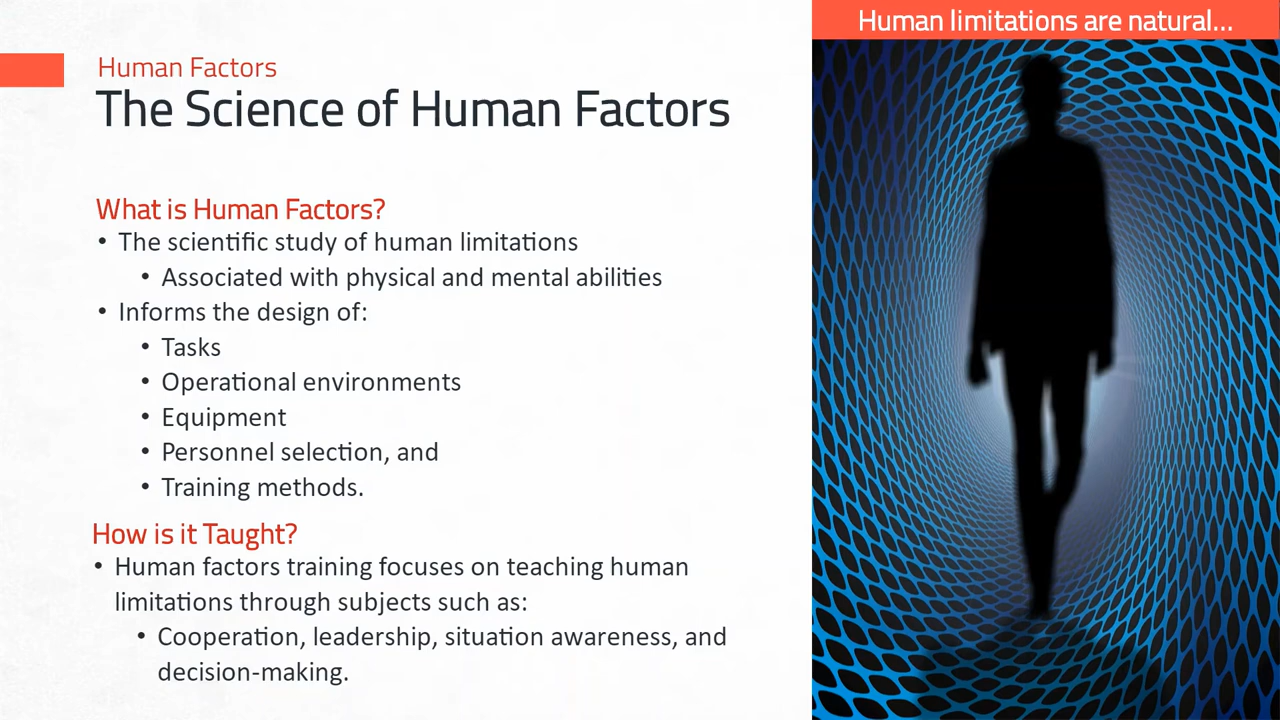 Human limitations are natural...
Human Factors
The Science of Human Factors
What is Human Factors?
• The scientific study of human limitations
• Associated with physical and mental abilities
• Informs the design of:
• Tasks
• Operational environments
• Equipment
• Personnel selection, and
• Training methods.
How is it Taught?
• Human factors training focuses on teaching human
limitations through subjects such as:
• Cooperation, leadership, situation awareness, and
decision-making.